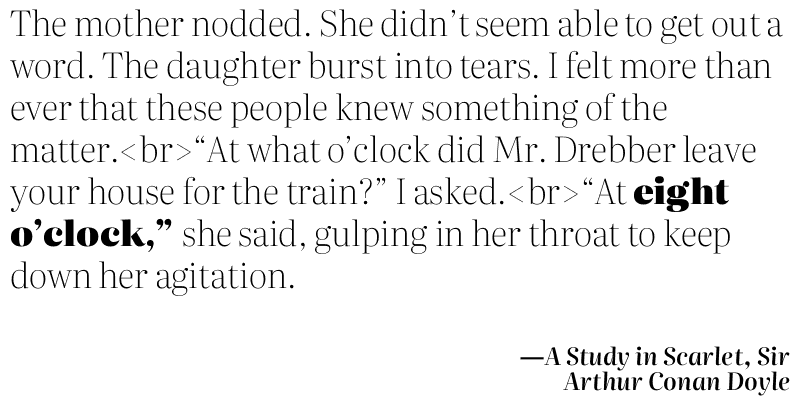 The mother nodded. She didn’t seem able to get out a
word. The daughter burst into tears. I felt more than
ever that these people knew something of the
matter.<br>“At what o’clock did Mr. Drebber leave
your house for the train?” I asked.<br>“At eight
o’clock,” she said, gulping in her throat to keep
down her agitation.
—A Study in Scarlet, Sir
Arthur Conan Doyle